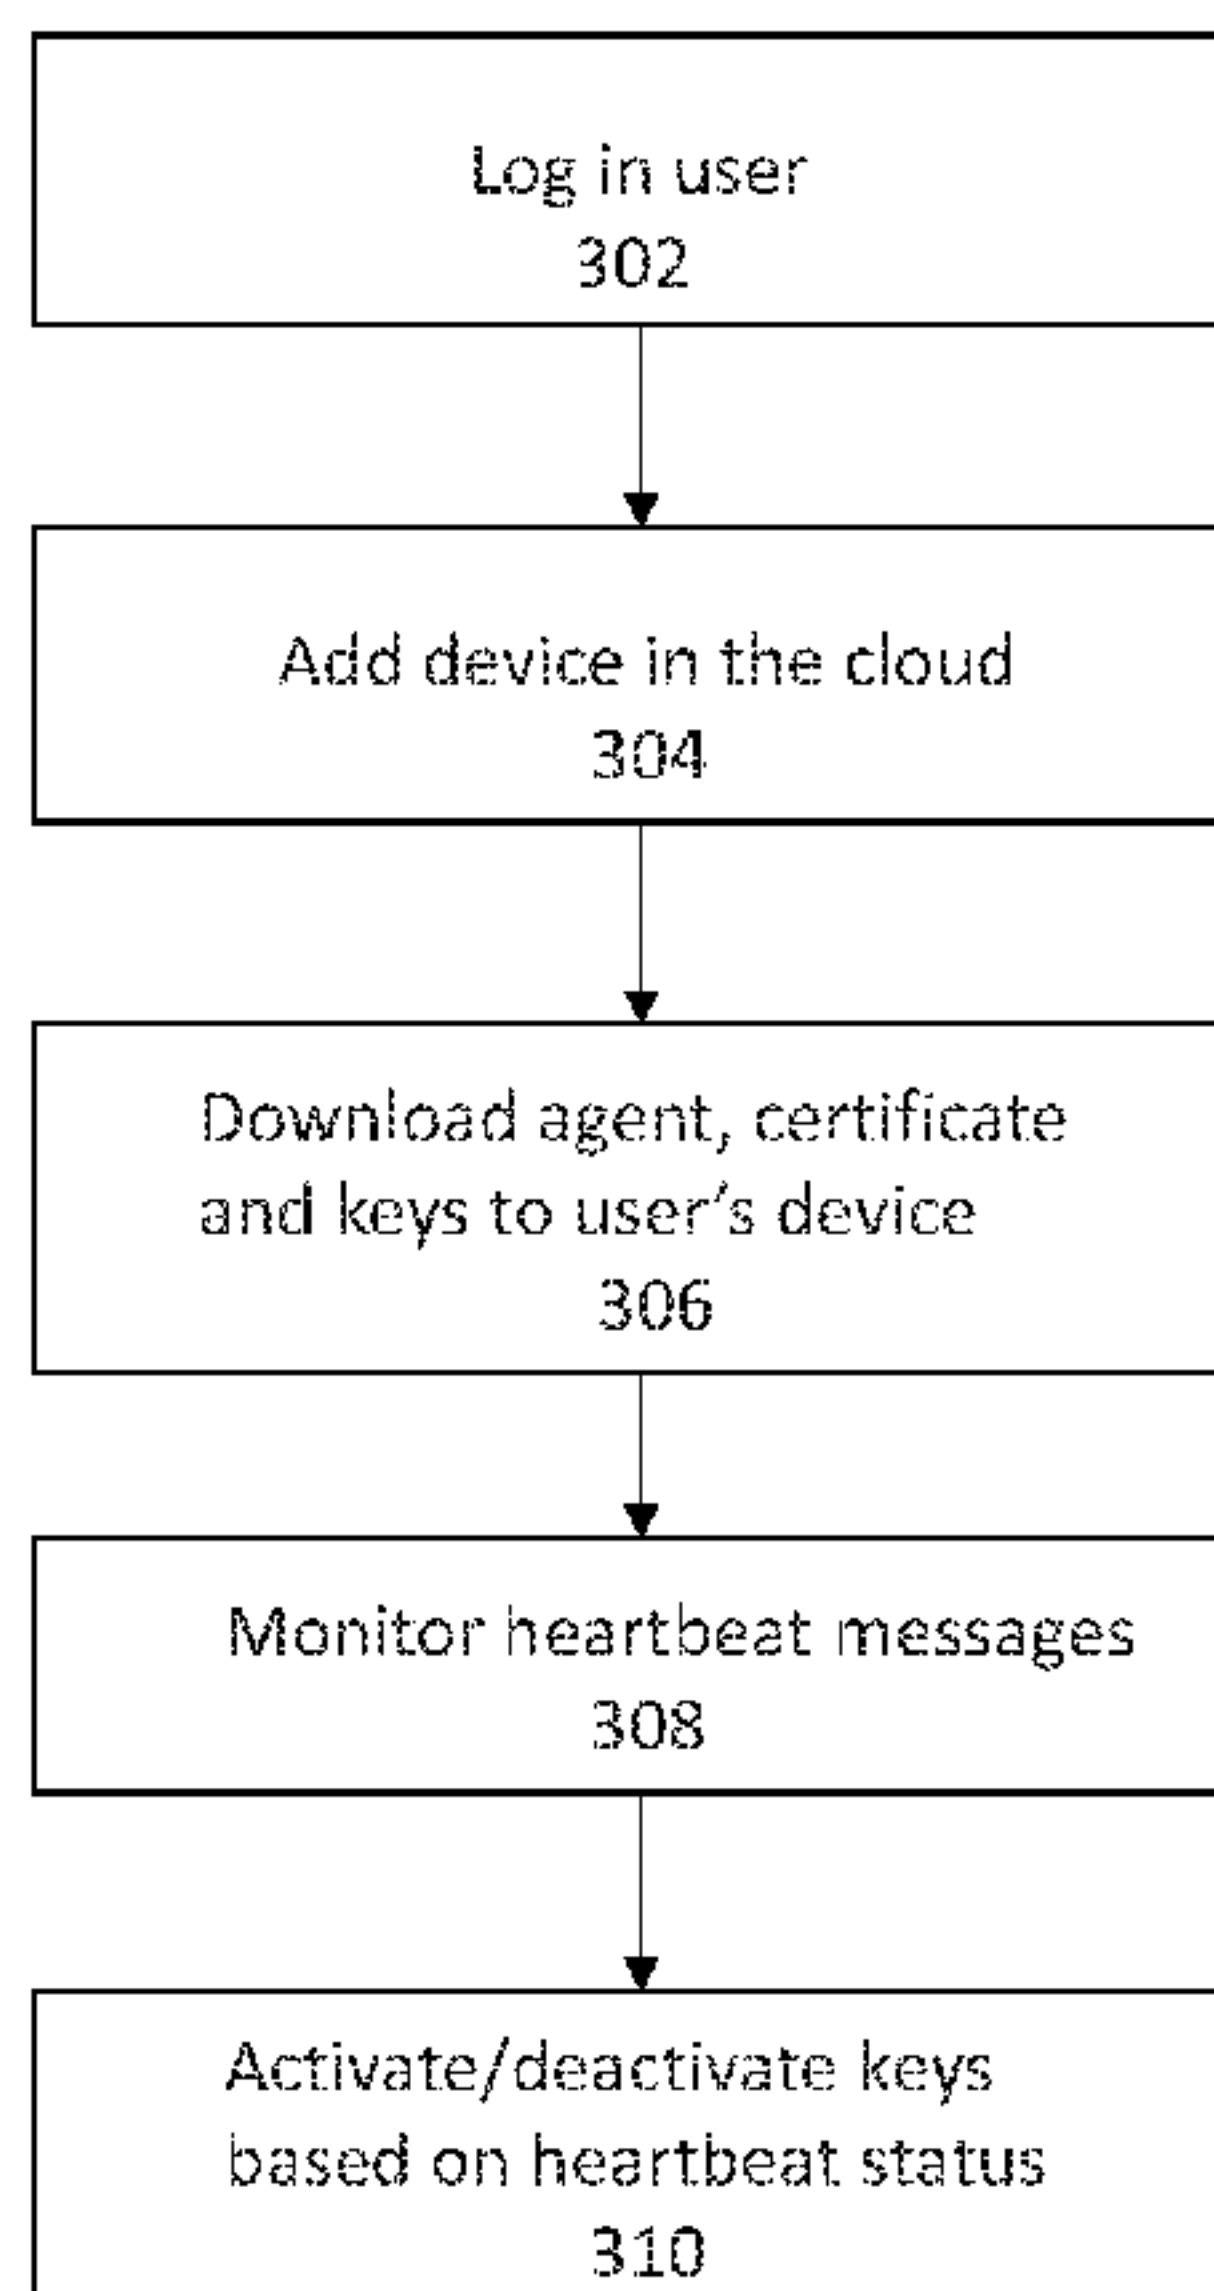 Log in user
302
Add device in the cloud
304
Download agent, certificate
and keys to user’s device
306
Monitor heartbeat messages
308
Activate/deactivate keys
based on heartbeat status
310